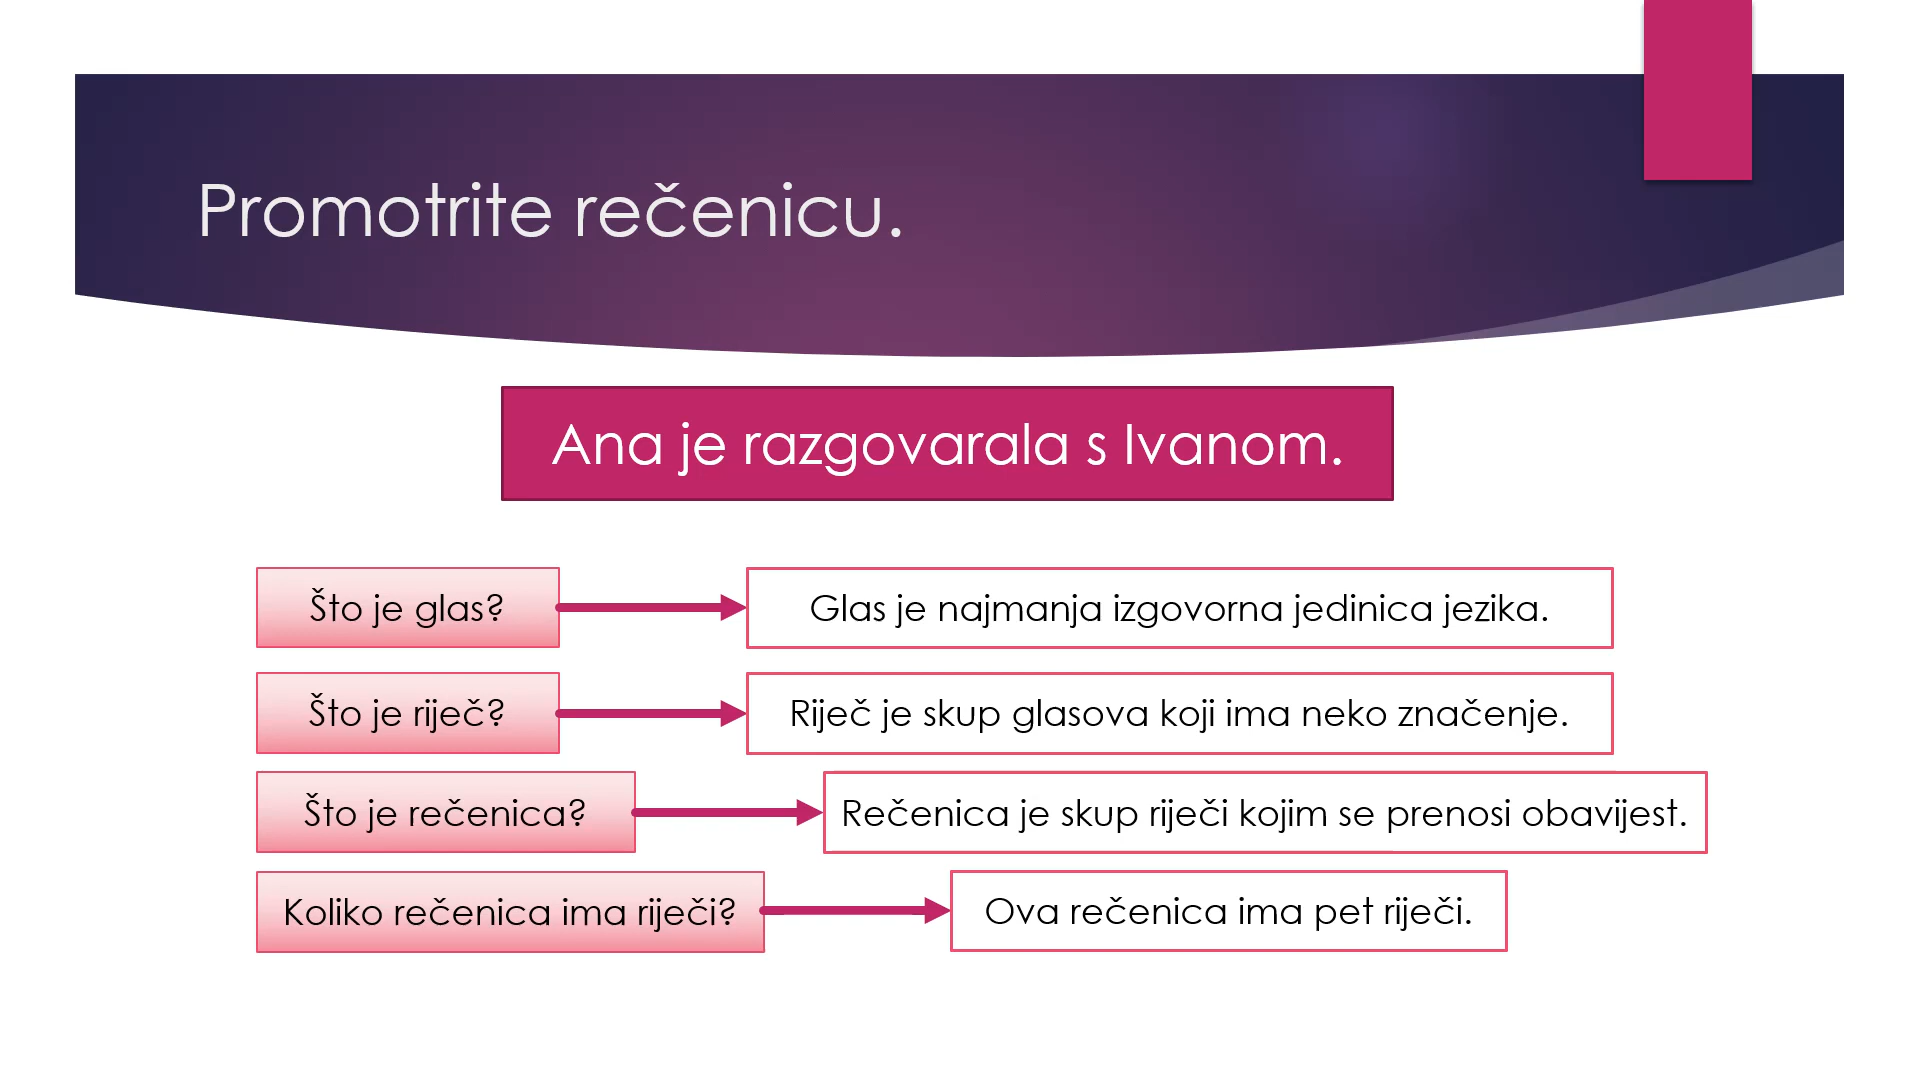 Promotrite rečenicu.
Ana je razgovarala s Ivanom.
Što je glas?
Glas je najmanja izgovorna jedinica jezika.
Što je riječ?
Riječ je skup glasova koji ima neko značenje.
Što je rečenica?
Rečenica je skup riječi kojim se prenosi obavijest.
Koliko rečenica ima riječi?
Ova rečenica ima pet riječi.